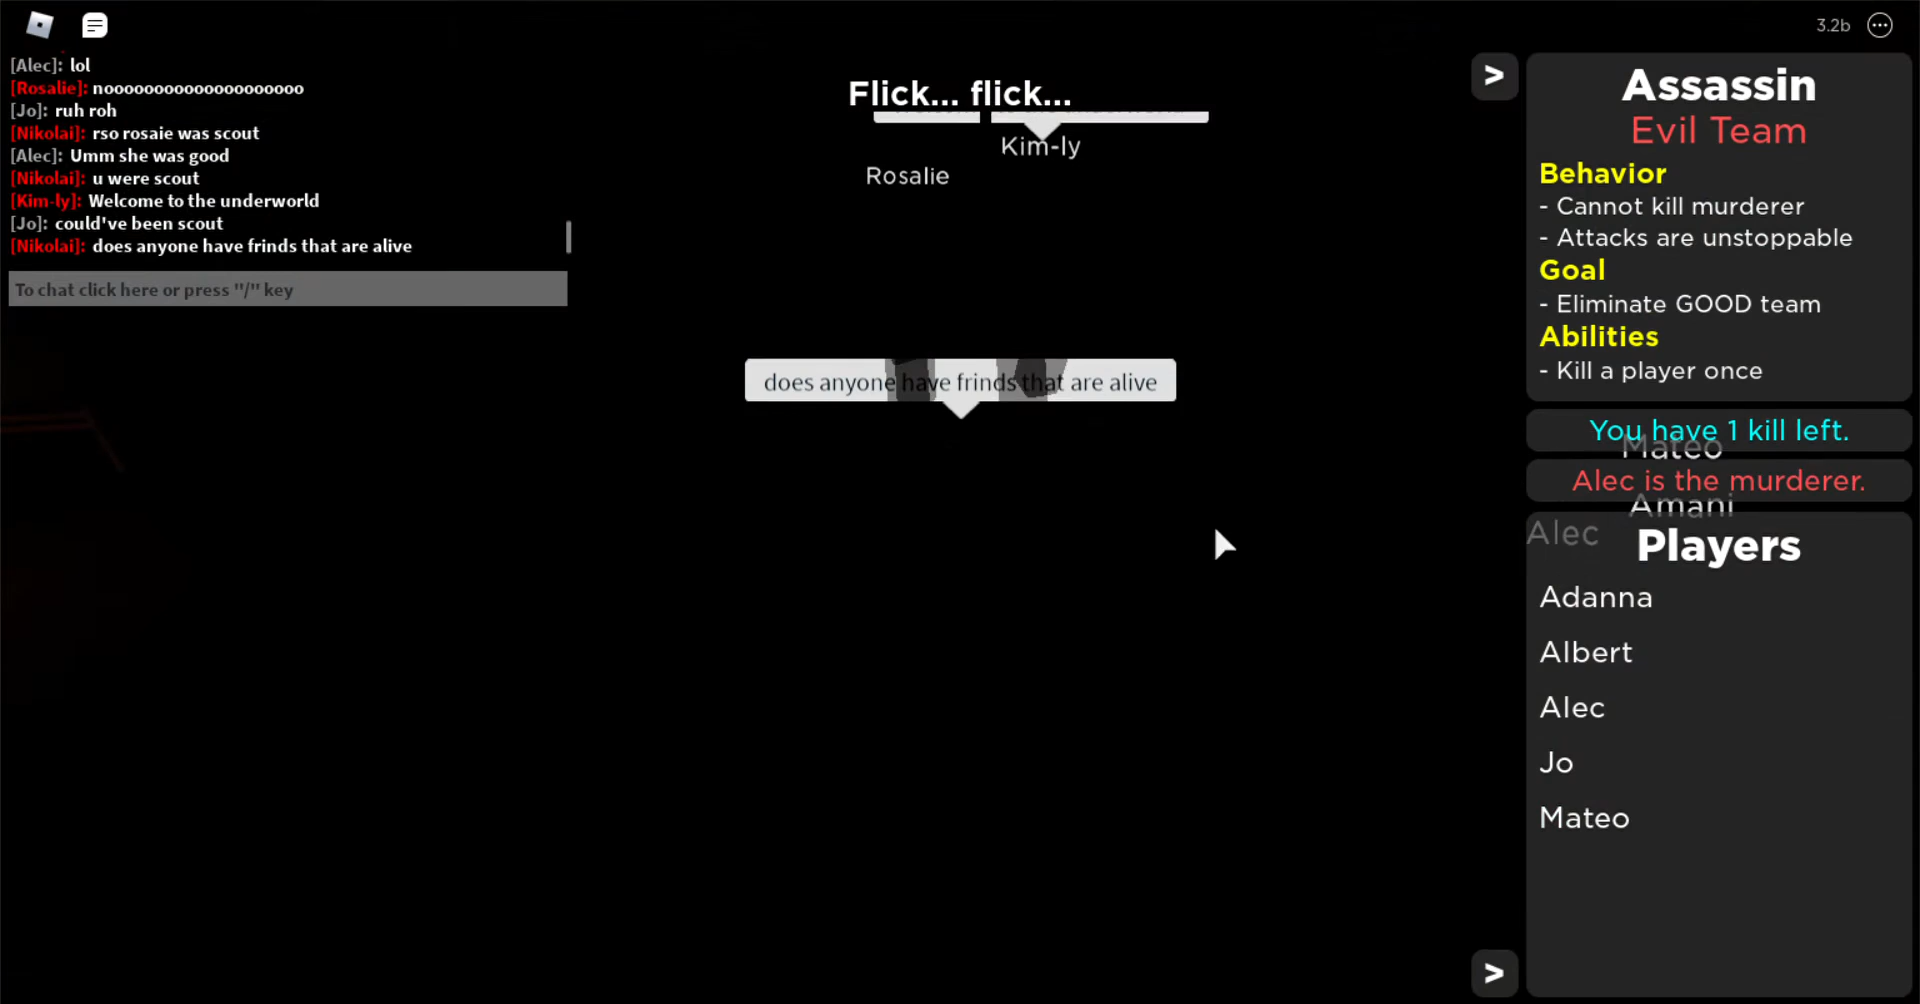 3.2b
[Alec]: lol
[Rosalie]: nooooooooooooooooooooo
[Jo]: ruh roh
[Nikolai]: rso rosaie was scout
[Alec]: Umm she was good
[Nikolai]: u were scout
[Kim-ly]: Welcome to the underworld
[Jo]: could've been scout
[Nikolai]: does anyone have frinds that are alive
To chat click here or press "/" key
Flick... flick...
Kim-ly
Rosalie
does anyone have frinds that are alive
>
Assassin
Evil Team
Behavior
- Cannot kill murderer
- Attacks are unstoppable
Goal
- Eliminate GOOD team
Abilities
- Kill a player once
You have 1 kill left.
Mateo
Alec is the murderer.
Amani
Alec
Players
Adanna
Albert
Alec
Jo
Mateo
>